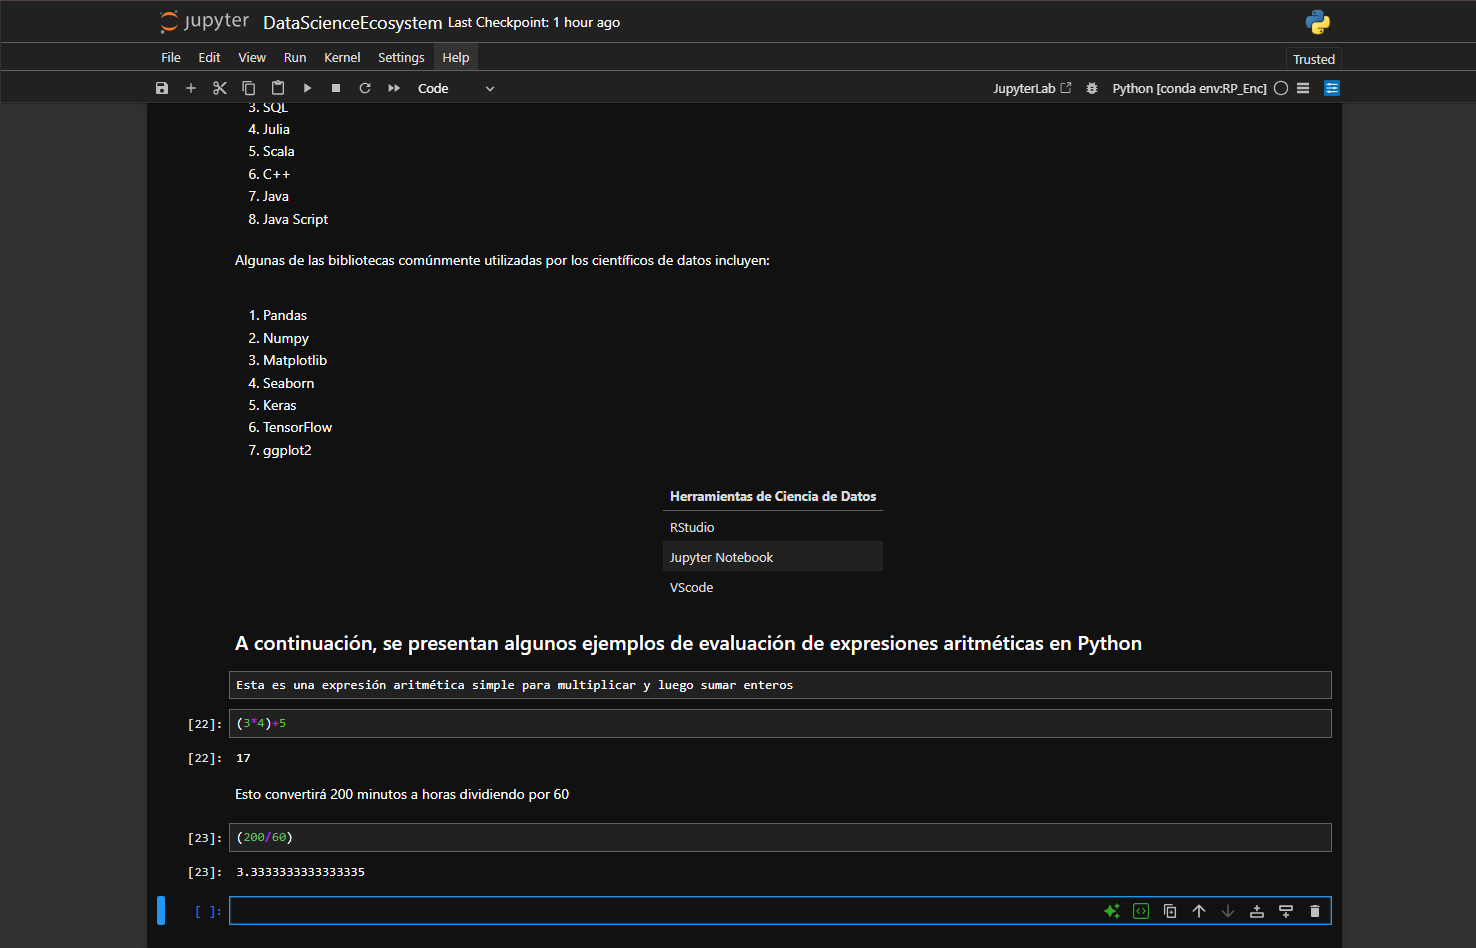 jupyter DataScienceEcosystem Last Checkpoint: 1 hour ago
File Edit View Run Kernel Settings Help Trusted
Code JupyterLab Python [conda env:RP_Enc]
3. SQL
4. Julia
5. Scala
6. C++
7. Java
8. Java Script
Algunas de las bibliotecas comúnmente utilizadas por los científicos de datos incluyen:
1. Pandas
2. Numpy
3. Matplotlib
4. Seaborn
5. Keras
6. TensorFlow
7. ggplot2
Herramientas de Ciencia de Datos
RStudio
Jupyter Notebook
VScode
A continuación, se presentan algunos ejemplos de evaluación de expresiones aritméticas en Python
Esta es una expresión aritmética simple para multiplicar y luego sumar enteros
[22]: (3*4)+5
[22]: 17
Esto convertirá 200 minutos a horas dividiendo por 60
[23]: (200/60)
[23]: 3.3333333333333335
[ ]: